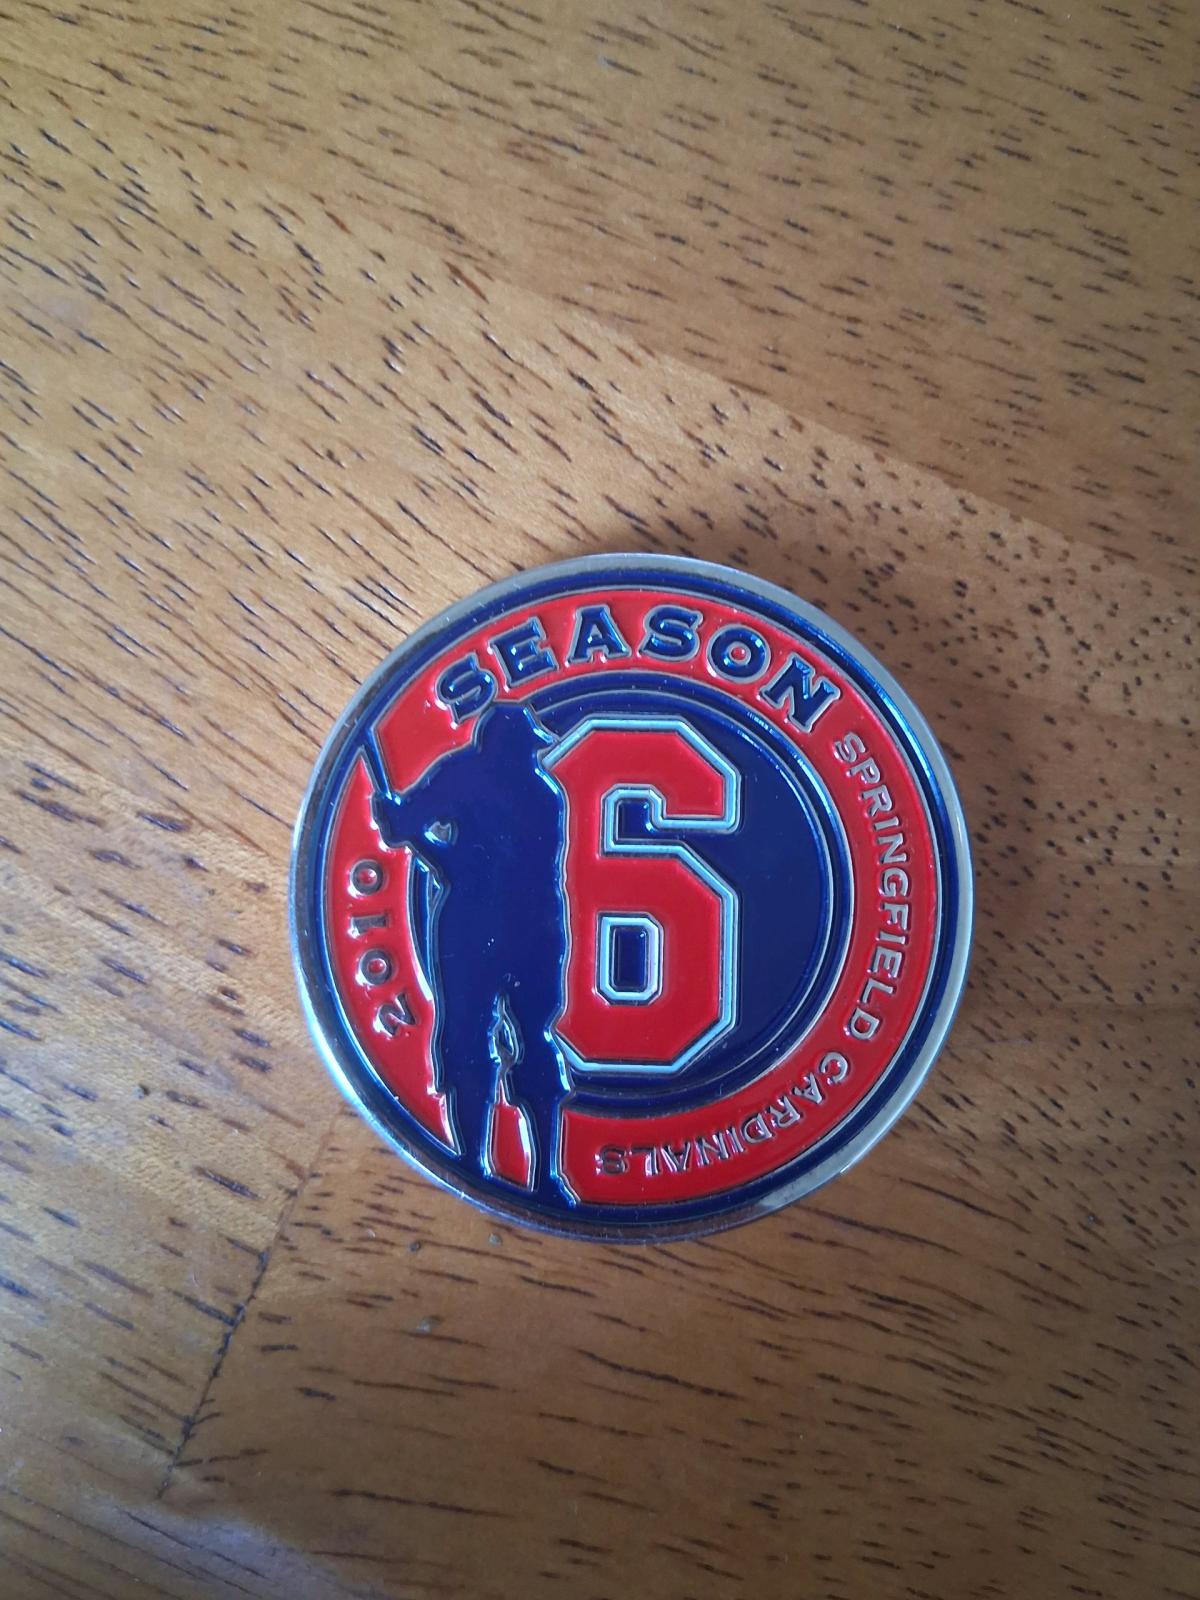 SEASON
6
SPRINGFIELD CARDINALS
2010